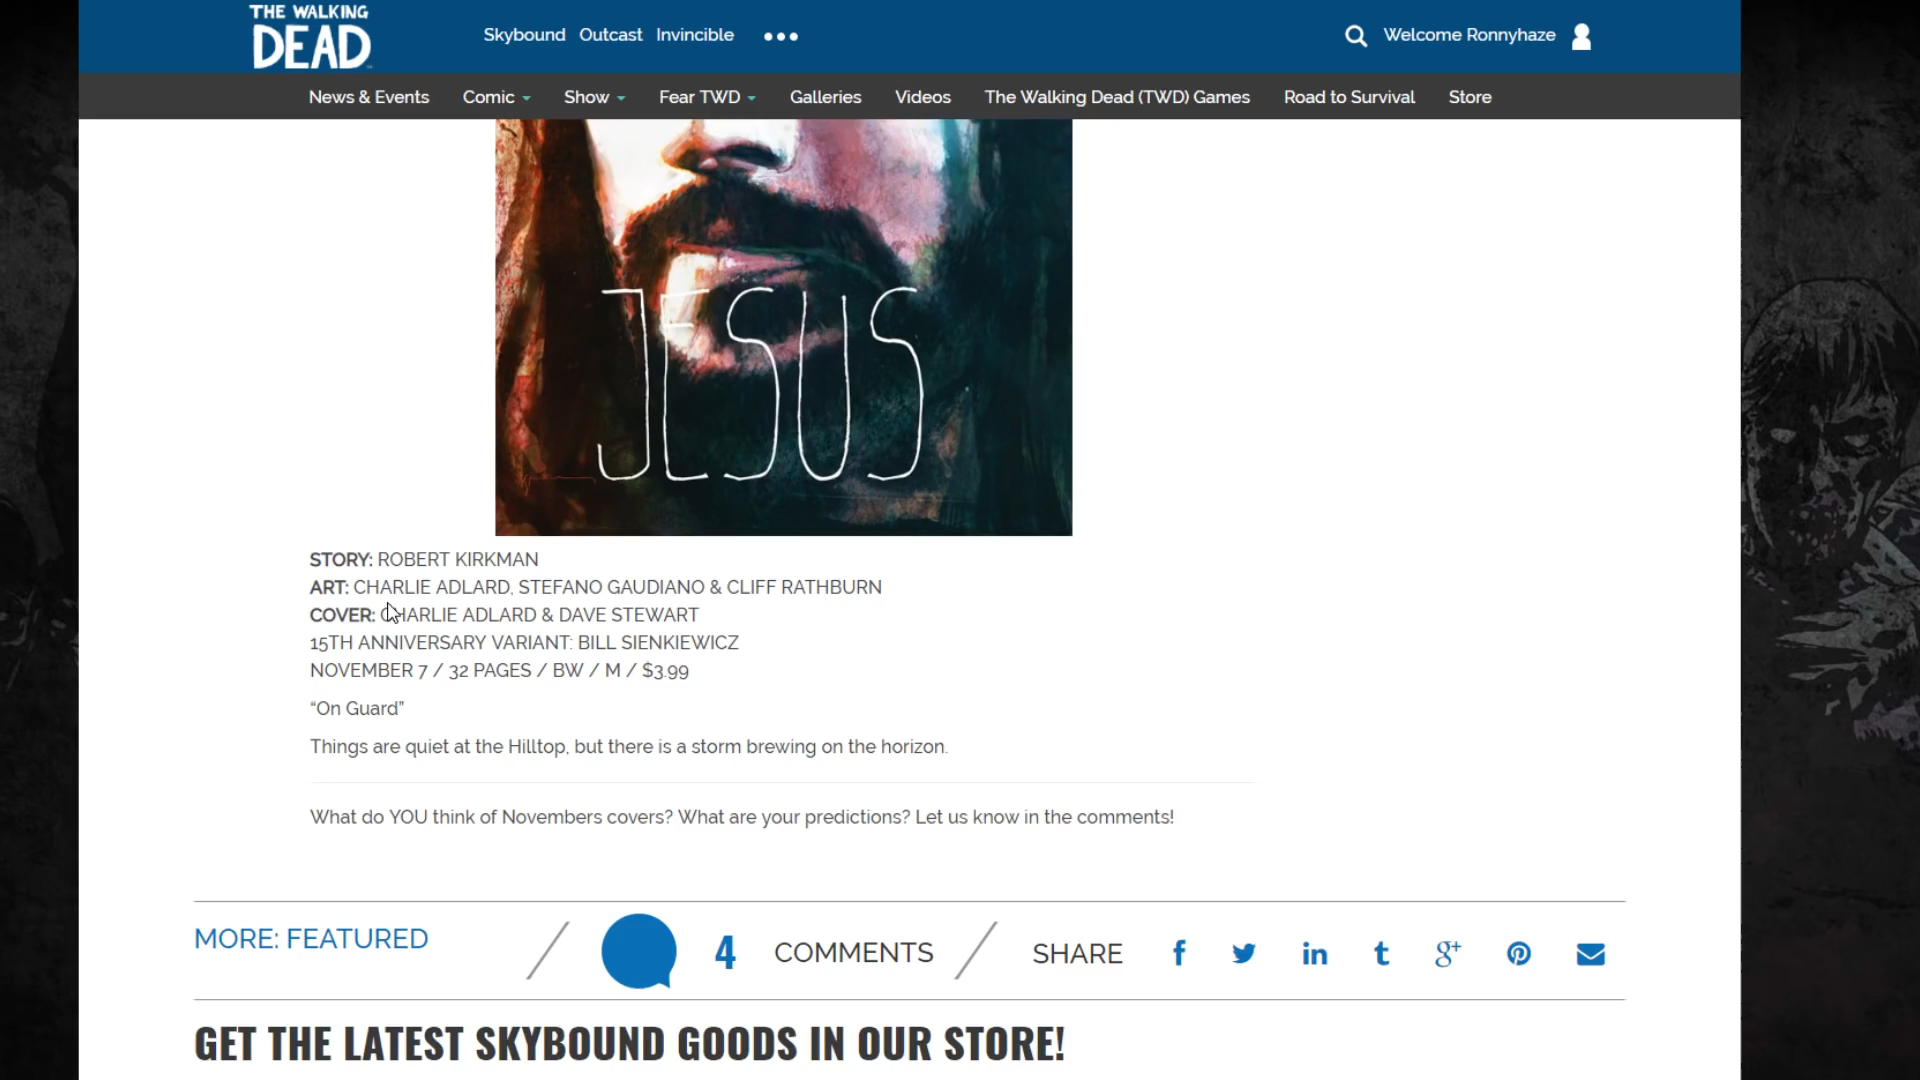 THE WALKING
DEAD
Skybound Outcast Invincible
Welcome Ronnyhaze
News & Events Comic Show Fear TWD Galleries Videos The Walking Dead (TWD) Games Road to Survival Store
JESUS
STORY: ROBERT KIRKMAN
ART: CHARLIE ADLARD, STEFANO GAUDIANO & CLIFF RATHBURN
COVER: CHARLIE ADLARD & DAVE STEWART
15TH ANNIVERSARY VARIANT: BILL SIENKIEWICZ
NOVEMBER 7 / 32 PAGES / BW / M / $3.99
“On Guard”
Things are quiet at the Hilltop, but there is a storm brewing on the horizon.
What do YOU think of Novembers covers? What are your predictions? Let us know in the comments!
MORE: FEATURED / 4 COMMENTS / SHARE f in t g+
GET THE LATEST SKYBOUND GOODS IN OUR STORE!